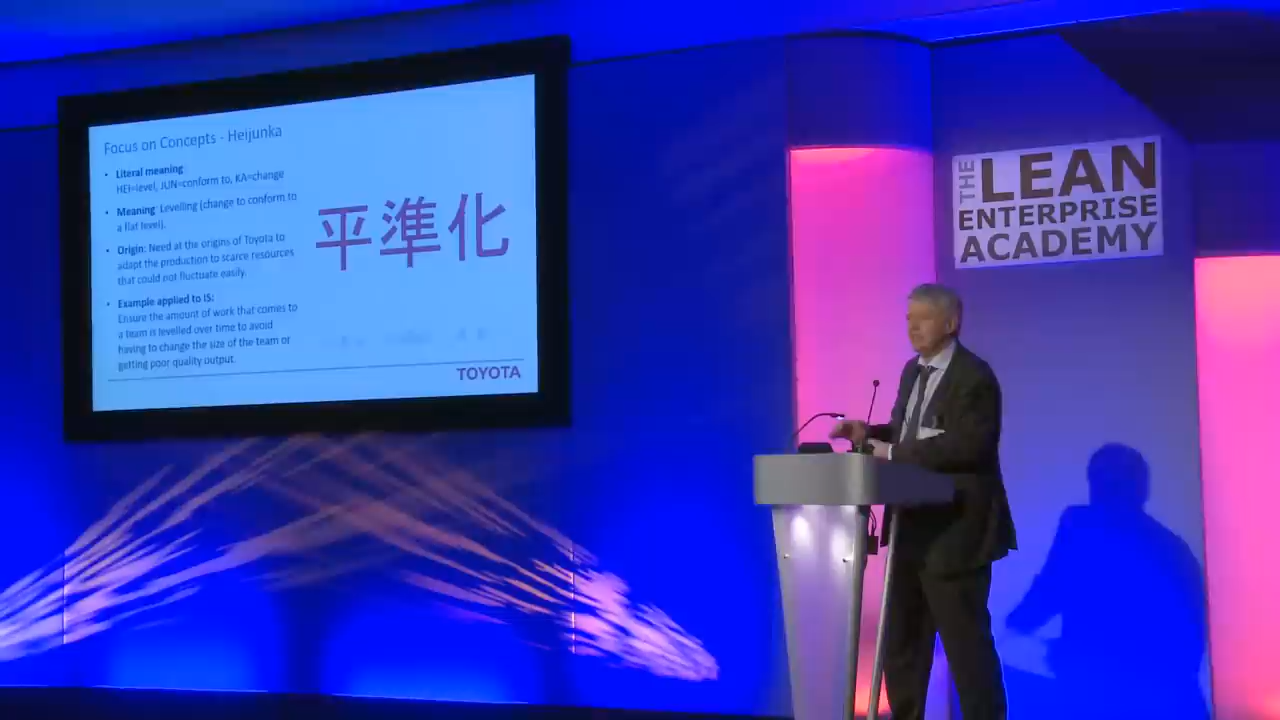 Focus on Concepts - Heijunka
• Literal meaning:
HEI=level, JUN=conform to, KA=change
• Meaning: Levelling (change to conform to
a flat level).
• Origin: Need at the origins of Toyota to
adapt the production to scarce resources
that could not fluctuate easily.
• Example applied to IS:
Ensure the amount of work that comes to
a team is levelled over time to avoid
having to change the size of the team or
getting poor quality output.
平準化
TOYOTA
THE LEAN
ENTERPRISE
ACADEMY